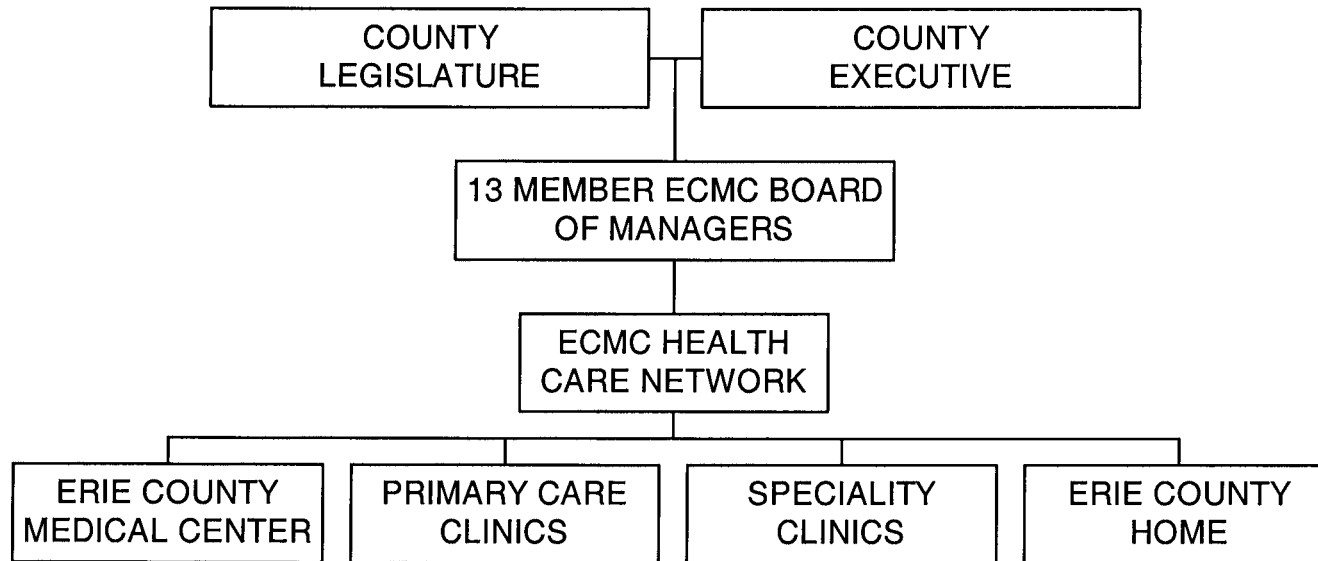 COUNTY
LEGISLATURE
COUNTY
EXECUTIVE
13 MEMBER ECMC BOARD
OF MANAGERS
ECMC HEALTH
CARE NETWORK
ERIE COUNTY
MEDICAL CENTER
PRIMARY CARE
CLINICS
SPECIALITY
CLINICS
ERIE COUNTY
HOME